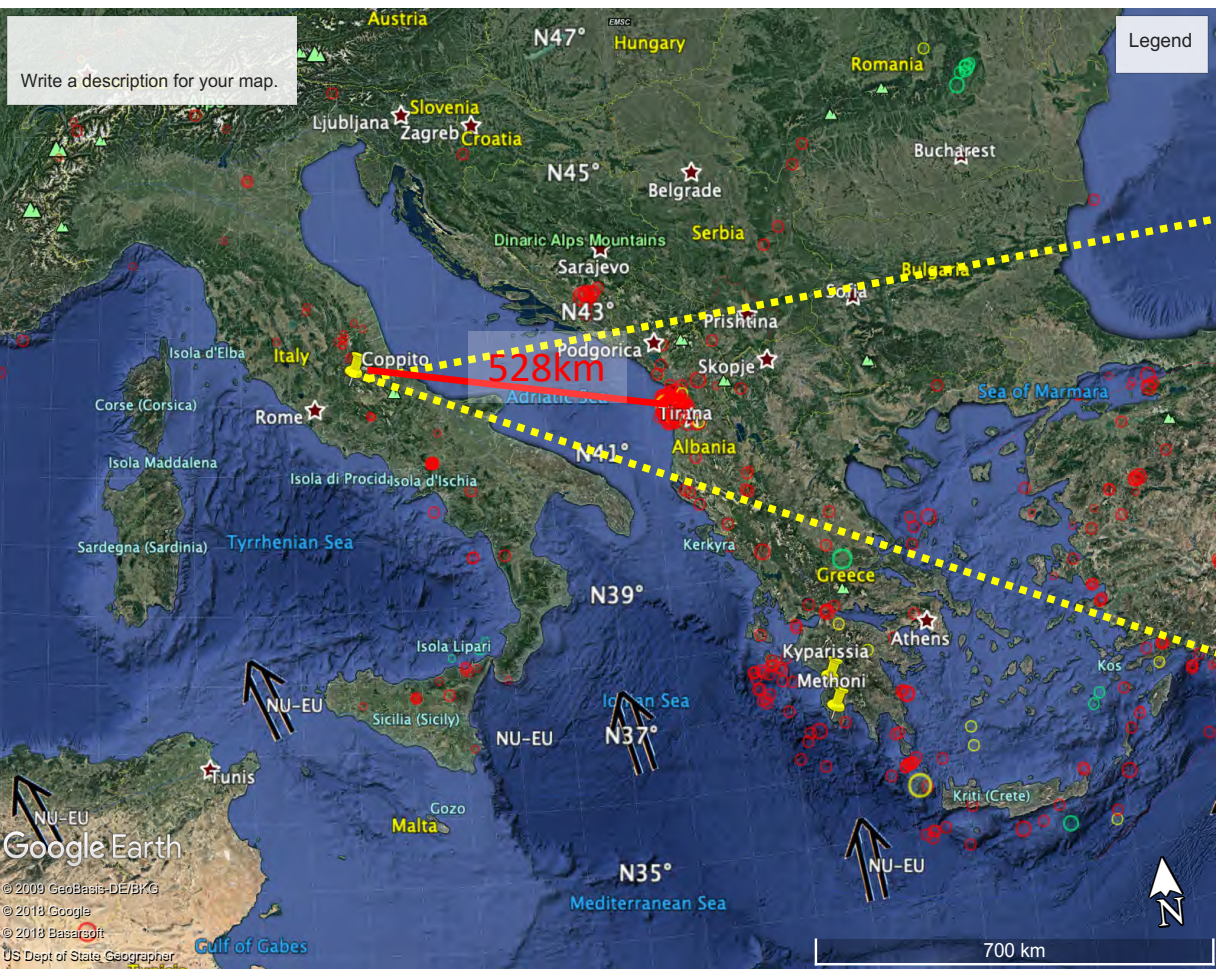 Austria
EMSC
N47°
Hungary
Legend
Write a description for your map.
Romania
Ljubljana
Slovenia
Zagreb
Croatia
Bucharest
N45°
Belgrade
Serbia
Dinaric Alps Mountains
Sarajevo
Bulgaria
Sofia
N43°
Prishtina
Podgorica
Skopje
Isola d'Elba
Italy
Coppito
528km
Adriatic Sea
Sea of Marmara
Corse (Corsica)
Rome
Tirana
Albania
N41°
Isola Maddalena
Isola di Procida
Isola d'Ischia
Sardegna (Sardinia)
Tyrrhenian Sea
Kerkyra
Greece
N39°
Athens
Isola Lipari
Kyparissia
Methoni
Kos
NU-EU
Ionian Sea
Sicilia (Sicily)
NU-EU
N37°
Tunis
Gozo
Malta
Kriti (Crete)
NU-EU
Google Earth
NU-EU
N35°
Mediterranean Sea
© 2009 GeoBasis-DE/BKG
© 2018 Google
© 2018 Basarsoft
US Dept of State Geographer
Gulf of Gabes
Tunisia
N
700 km